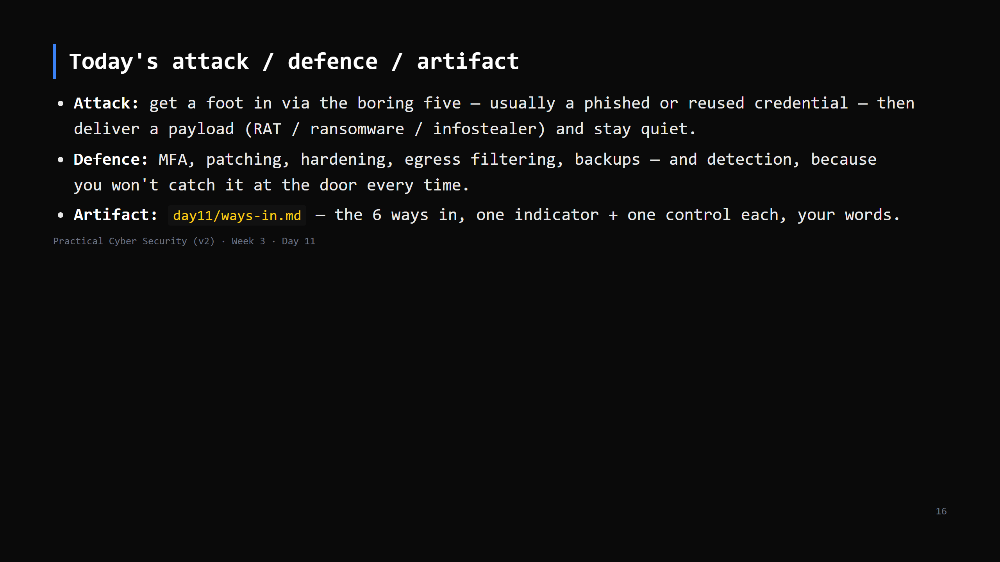 Today's attack / defence / artifact
• Attack: get a foot in via the boring five — usually a phished or reused credential — then
deliver a payload (RAT / ransomware / infostealer) and stay quiet.
• Defence: MFA, patching, hardening, egress filtering, backups — and detection, because
you won't catch it at the door every time.
• Artifact: day11/ways-in.md — the 6 ways in, one indicator + one control each, your words.
Practical Cyber Security (v2) · Week 3 · Day 11
16